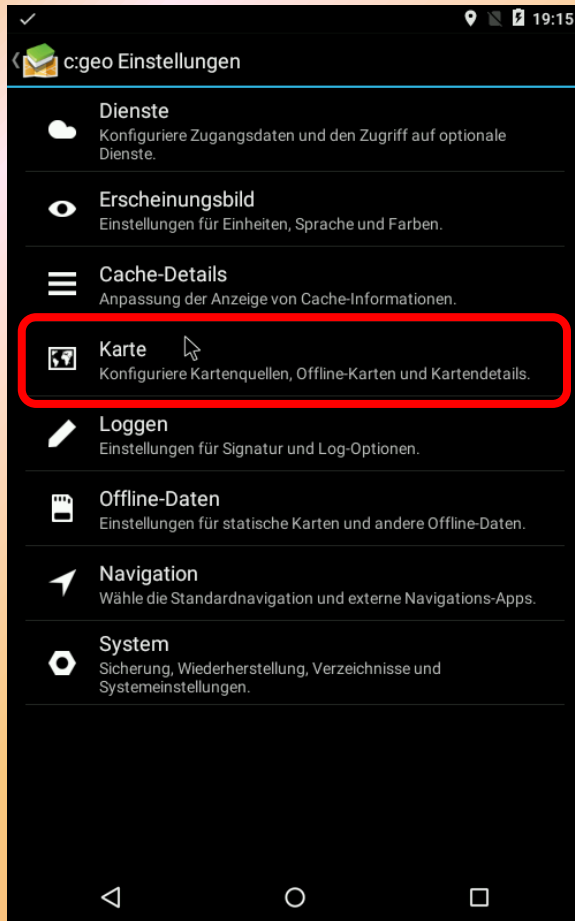 19:15
c:geo Einstellungen
Dienste
Konfiguriere Zugangsdaten und den Zugriff auf optionale
Dienste.
Erscheinungsbild
Einstellungen für Einheiten, Sprache und Farben.
Cache-Details
Anpassung der Anzeige von Cache-Informationen.
Karte
Konfiguriere Kartenquellen, Offline-Karten und Kartendetails.
Loggen
Einstellungen für Signatur und Log-Optionen.
Offline-Daten
Einstellungen für statische Karten und andere Offline-Daten.
Navigation
Wähle die Standardnavigation und externe Navigations-Apps.
System
Sicherung, Wiederherstellung, Verzeichnisse und
Systemeinstellungen.